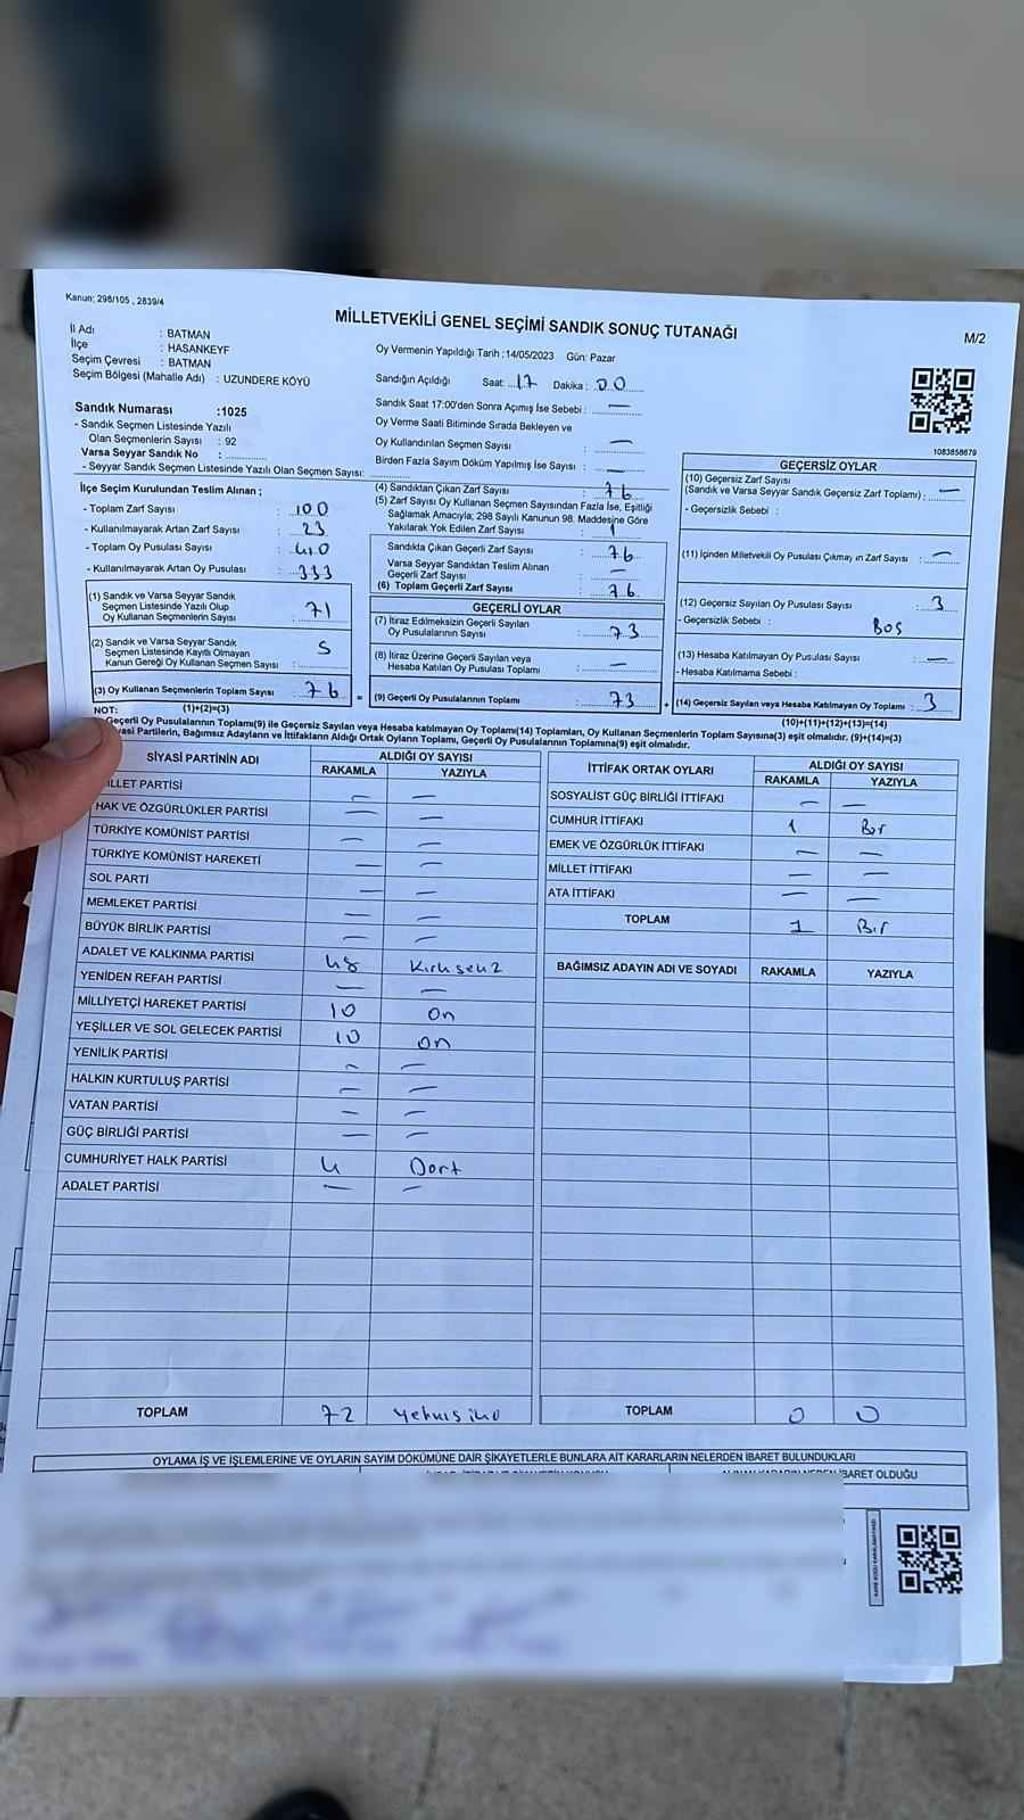 Kanun; 298/105 , 2839/4
MİLLETVEKİLİ GENEL SEÇİMİ SANDIK SONUÇ TUTANAĞI
M/2
İl Adı : BATMAN
İlçe : HASANKEYF
Seçim Çevresi : BATMAN
Seçim Bölgesi (Mahalle Adı) : UZUNDERE KÖYÜ
Sandık Numarası :1025
- Sandık Seçmen Listesinde Yazılı
Olan Seçmenlerin Sayısı : 92
Varsa Seyyar Sandık No :
- Seyyar Sandık Seçmen Listesinde Yazılı Olan Seçmen Sayısı:
Oy Vermenin Yapıldığı Tarih :14/05/2023 Gün: Pazar
Sandığın Açıldığı Saat: 17 Dakika: 00
Sandık Saat 17:00'den Sonra Açımış İse Sebebi : —
Oy Verme Saati Bitiminde Sırada Bekleyen ve
Oy Kullandırılan Seçmen Sayısı : —
Birden Fazla Sayım Döküm Yapılmış İse Sayısı : —
1083858679
İlçe Seçim Kurulundan Teslim Alınan ;
- Toplam Zarf Sayısı : 100
- Kullanılmayarak Artan Zarf Sayısı : 23
- Toplam Oy Pusulası Sayısı : 410
- Kullanılmayarak Artan Oy Pusulası : 333
(1) Sandık ve Varsa Seyyar Sandık
Seçmen Listesinde Yazılı Olup
Oy Kullanan Seçmenlerin Sayısı : 71
(2) Sandık ve Varsa Seyyar Sandık
Seçmen Listesinde Kayıtlı Olmayan
Kanun Gereği Oy Kullanan Seçmen Sayısı : 5
(3) Oy Kullanan Seçmenlerin Toplam Sayısı : 76
(1)+(2)=(3)
(4) Sandıktan Çıkan Zarf Sayısı : 76
(5) Zarf Sayısı Oy Kullanan Seçmen Sayısından Fazla İse, Eşitliği
Sağlamak Amacıyla; 298 Sayılı Kanunun 98. Maddesine Göre
Yakılarak Yok Edilen Zarf Sayısı : 1
Sandıkta Çıkan Geçerli Zarf Sayısı : 76
Varsa Seyyar Sandıktan Teslim Alınan
Geçerli Zarf Sayısı : —
(6) Toplam Geçerli Zarf Sayısı : 76
GEÇERLİ OYLAR
(7) İtiraz Edilmeksizin Geçerli Sayılan
Oy Pusulalarının Sayısı : 73
(8) İtiraz Üzerine Geçerli Sayılan veya
Hesaba Katılan Oy Pusulası Toplamı : —
= (9) Geçerli Oy Pusulalarının Toplamı : 73
GEÇERSİZ OYLAR
(10) Geçersiz Zarf Sayısı
(Sandık ve Varsa Seyyar Sandık Geçersiz Zarf Toplamı) : —
- Geçersizlik Sebebi :
(11) İçinden Milletvekili Oy Pusulası Çıkmayın Zarf Sayısı : —
(12) Geçersiz Sayılan Oy Pusulası Sayısı : 3
- Geçersizlik Sebebi : Boş
(13) Hesaba Katılmayan Oy Pusulası Sayısı : —
- Hesaba Katılmama Sebebi :
+ (14) Geçersiz Sayılan veya Hesaba Katılmayan Oy Toplamı : 3
(10)+(11)+(12)+(13)=(14)
NOT:
Geçerli Oy Pusulalarının Toplamı(9) ile Geçersiz Sayılan veya Hesaba katılmayan Oy Toplamı(14) Toplamları, Oy Kullanan Seçmenlerin Toplam Sayısına(3) eşit olmalıdır. (9)+(14)=(3)
yasi Partilerin, Bağımsız Adayların ve İttifakların Aldığı Ortak Oyların Toplamı, Geçerli Oy Pusulalarının Toplamına(9) eşit olmalıdır.
SİYASİ PARTİNİN ADI ALDIĞI OY SAYISI
RAKAMLA YAZIYLA
LLET PARTİSİ — —
HAK VE ÖZGÜRLÜKLER PARTİSİ — —
TÜRKİYE KOMÜNİST PARTİSİ — —
TÜRKİYE KOMÜNİST HAREKETİ — —
SOL PARTİ — —
MEMLEKET PARTİSİ — —
BÜYÜK BİRLİK PARTİSİ — —
ADALET VE KALKINMA PARTİSİ 48 Kırksekiz
YENİDEN REFAH PARTİSİ — —
MİLLİYETÇİ HAREKET PARTİSİ 10 on
YEŞİLLER VE SOL GELECEK PARTİSİ 10 on
YENİLİK PARTİSİ — —
HALKIN KURTULUŞ PARTİSİ — —
VATAN PARTİSİ — —
GÜÇ BİRLİĞİ PARTİSİ — —
CUMHURİYET HALK PARTİSİ 4 Dört
ADALET PARTİSİ — —
TOPLAM 72 yetmişiki
İTTİFAK ORTAK OYLARI ALDIĞI OY SAYISI
RAKAMLA YAZIYLA
SOSYALİST GÜÇ BİRLİĞİ İTTİFAKI — —
CUMHUR İTTİFAKI 1 Bir
EMEK VE ÖZGÜRLÜK İTTİFAKI — —
MİLLET İTTİFAKI — —
ATA İTTİFAKI — —
TOPLAM 1 Bir
BAĞIMSIZ ADAYIN ADI VE SOYADI RAKAMLA YAZIYLA
TOPLAM 0 0
OYLAMA İŞ VE İŞLEMLERİNE VE OYLARIN SAYIM DÖKÜMÜNE DAİR ŞİKAYETLERLE BUNLARA AİT KARARLARIN NELERDEN İBARET BULUNDUKLARI
İBARET OLDUĞU